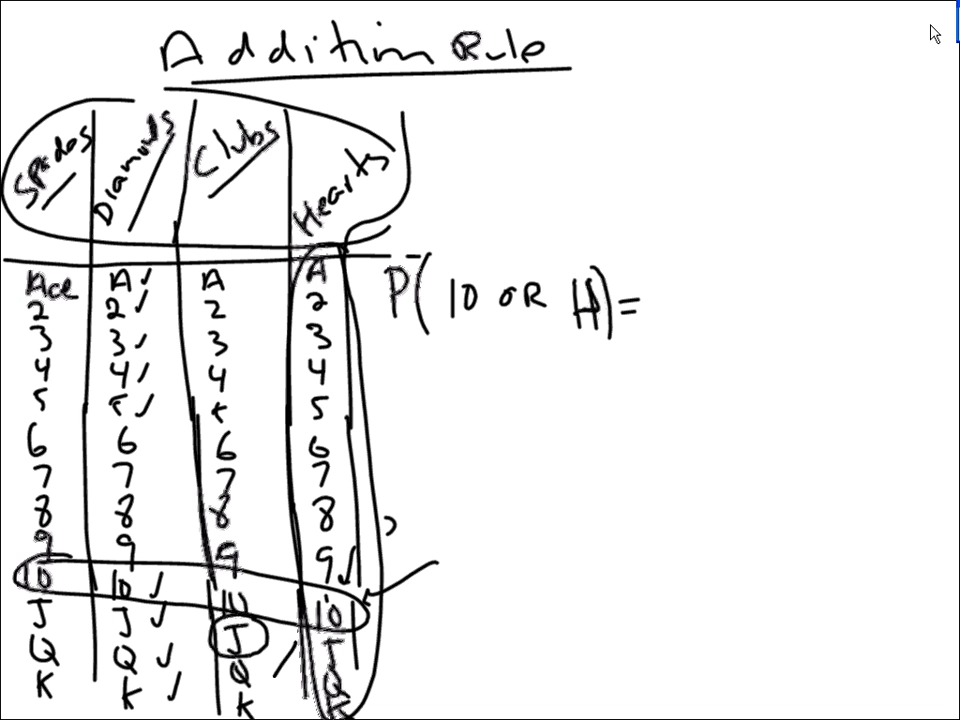 Addition Rule
Spades Diamonds Clubs Hearts
Ace A A A
P( 10 OR H)=
2 2 2 2
3 3 3 3
4 4 4 4
5 5 5 5
6 6 6 6
7 7 7 7
8 8 8 8
9 9 9 9
10 10 10 10
J J J J
Q Q Q Q
K K K K